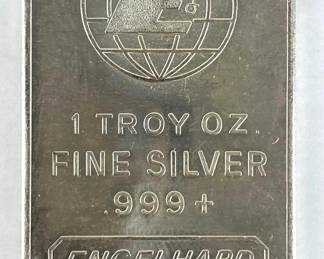 E
1 TROY OZ.
FINE SILVER
.999+
ENGELHARD